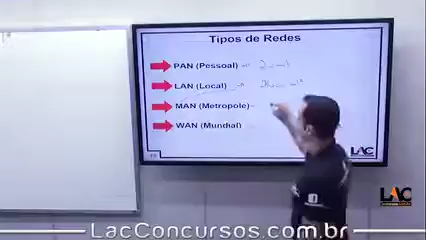 Tipos de Redes
PAN (Pessoal)
LAN (Local)
MAN (Metropole)
WAN (Mundial)
LAC
LAC
LacConcursos.com.br